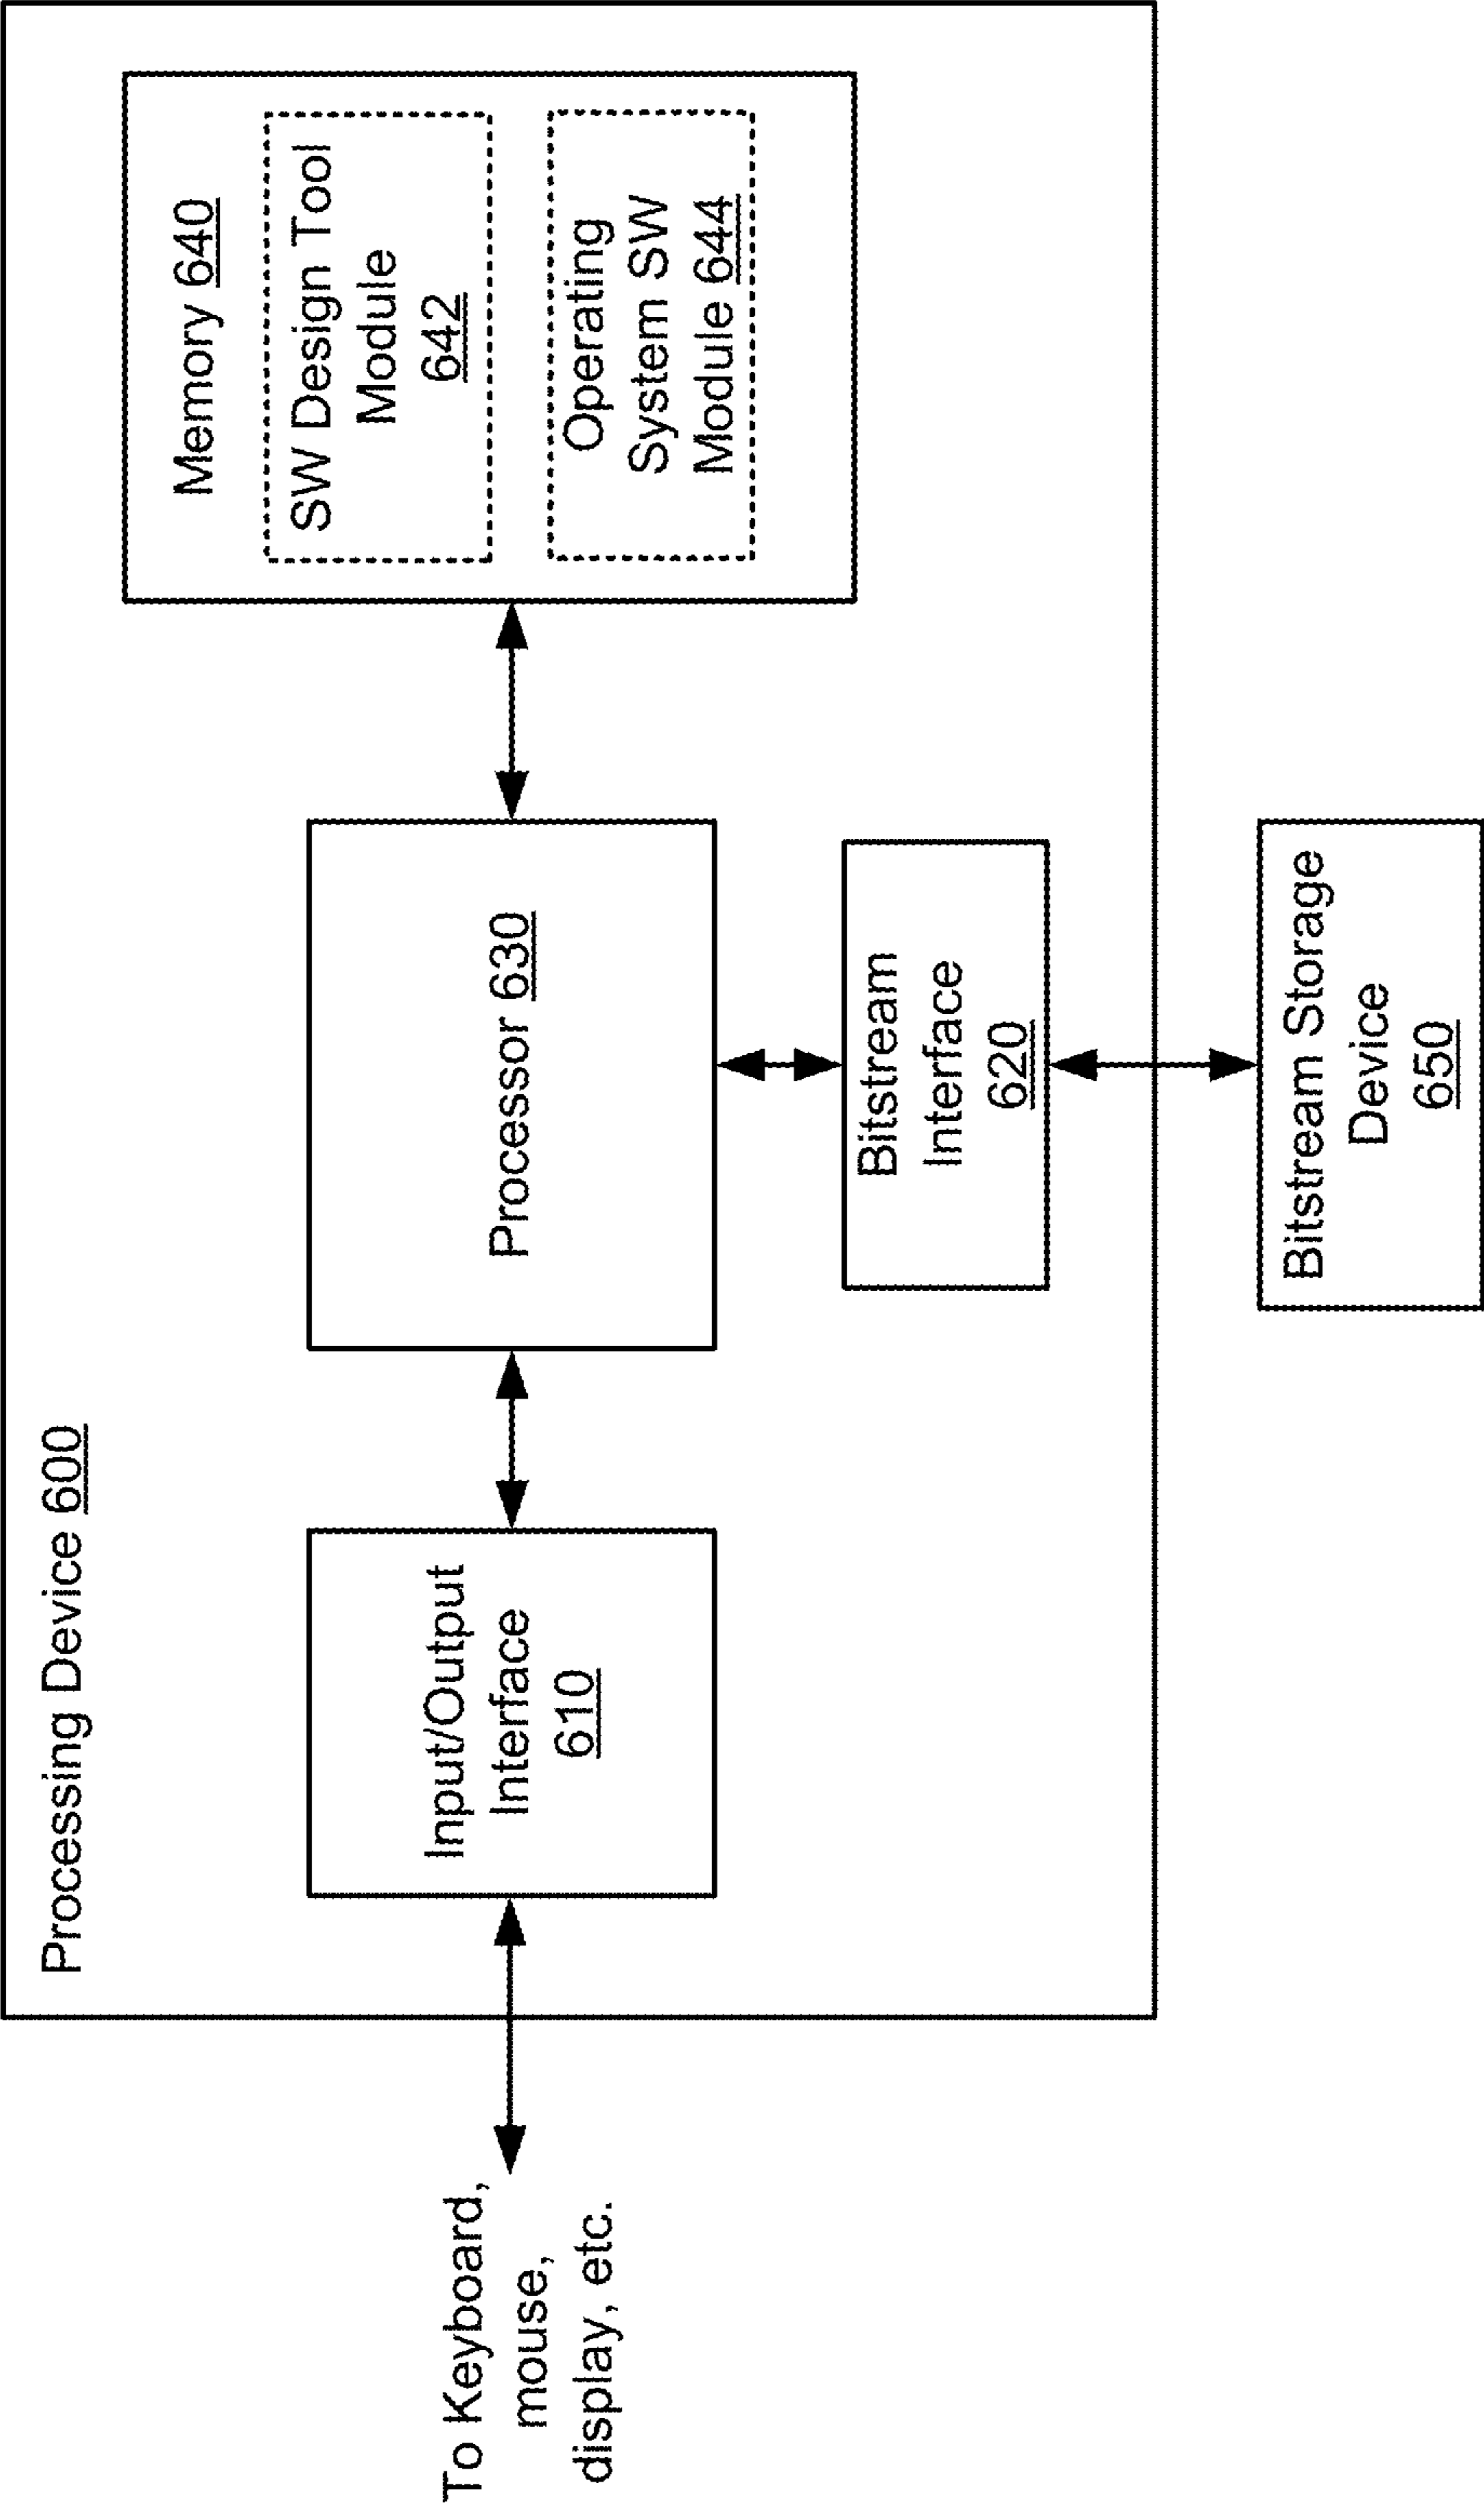 Processing Device 600
To Keyboard,
mouse,
display, etc.
Input/Output
Interface
610
Processor 630
Memory 640
SW Design Tool
Module
642
Operating
System SW
Module 644
Bitstream
Interface
620
Bitstream Storage
Device
650